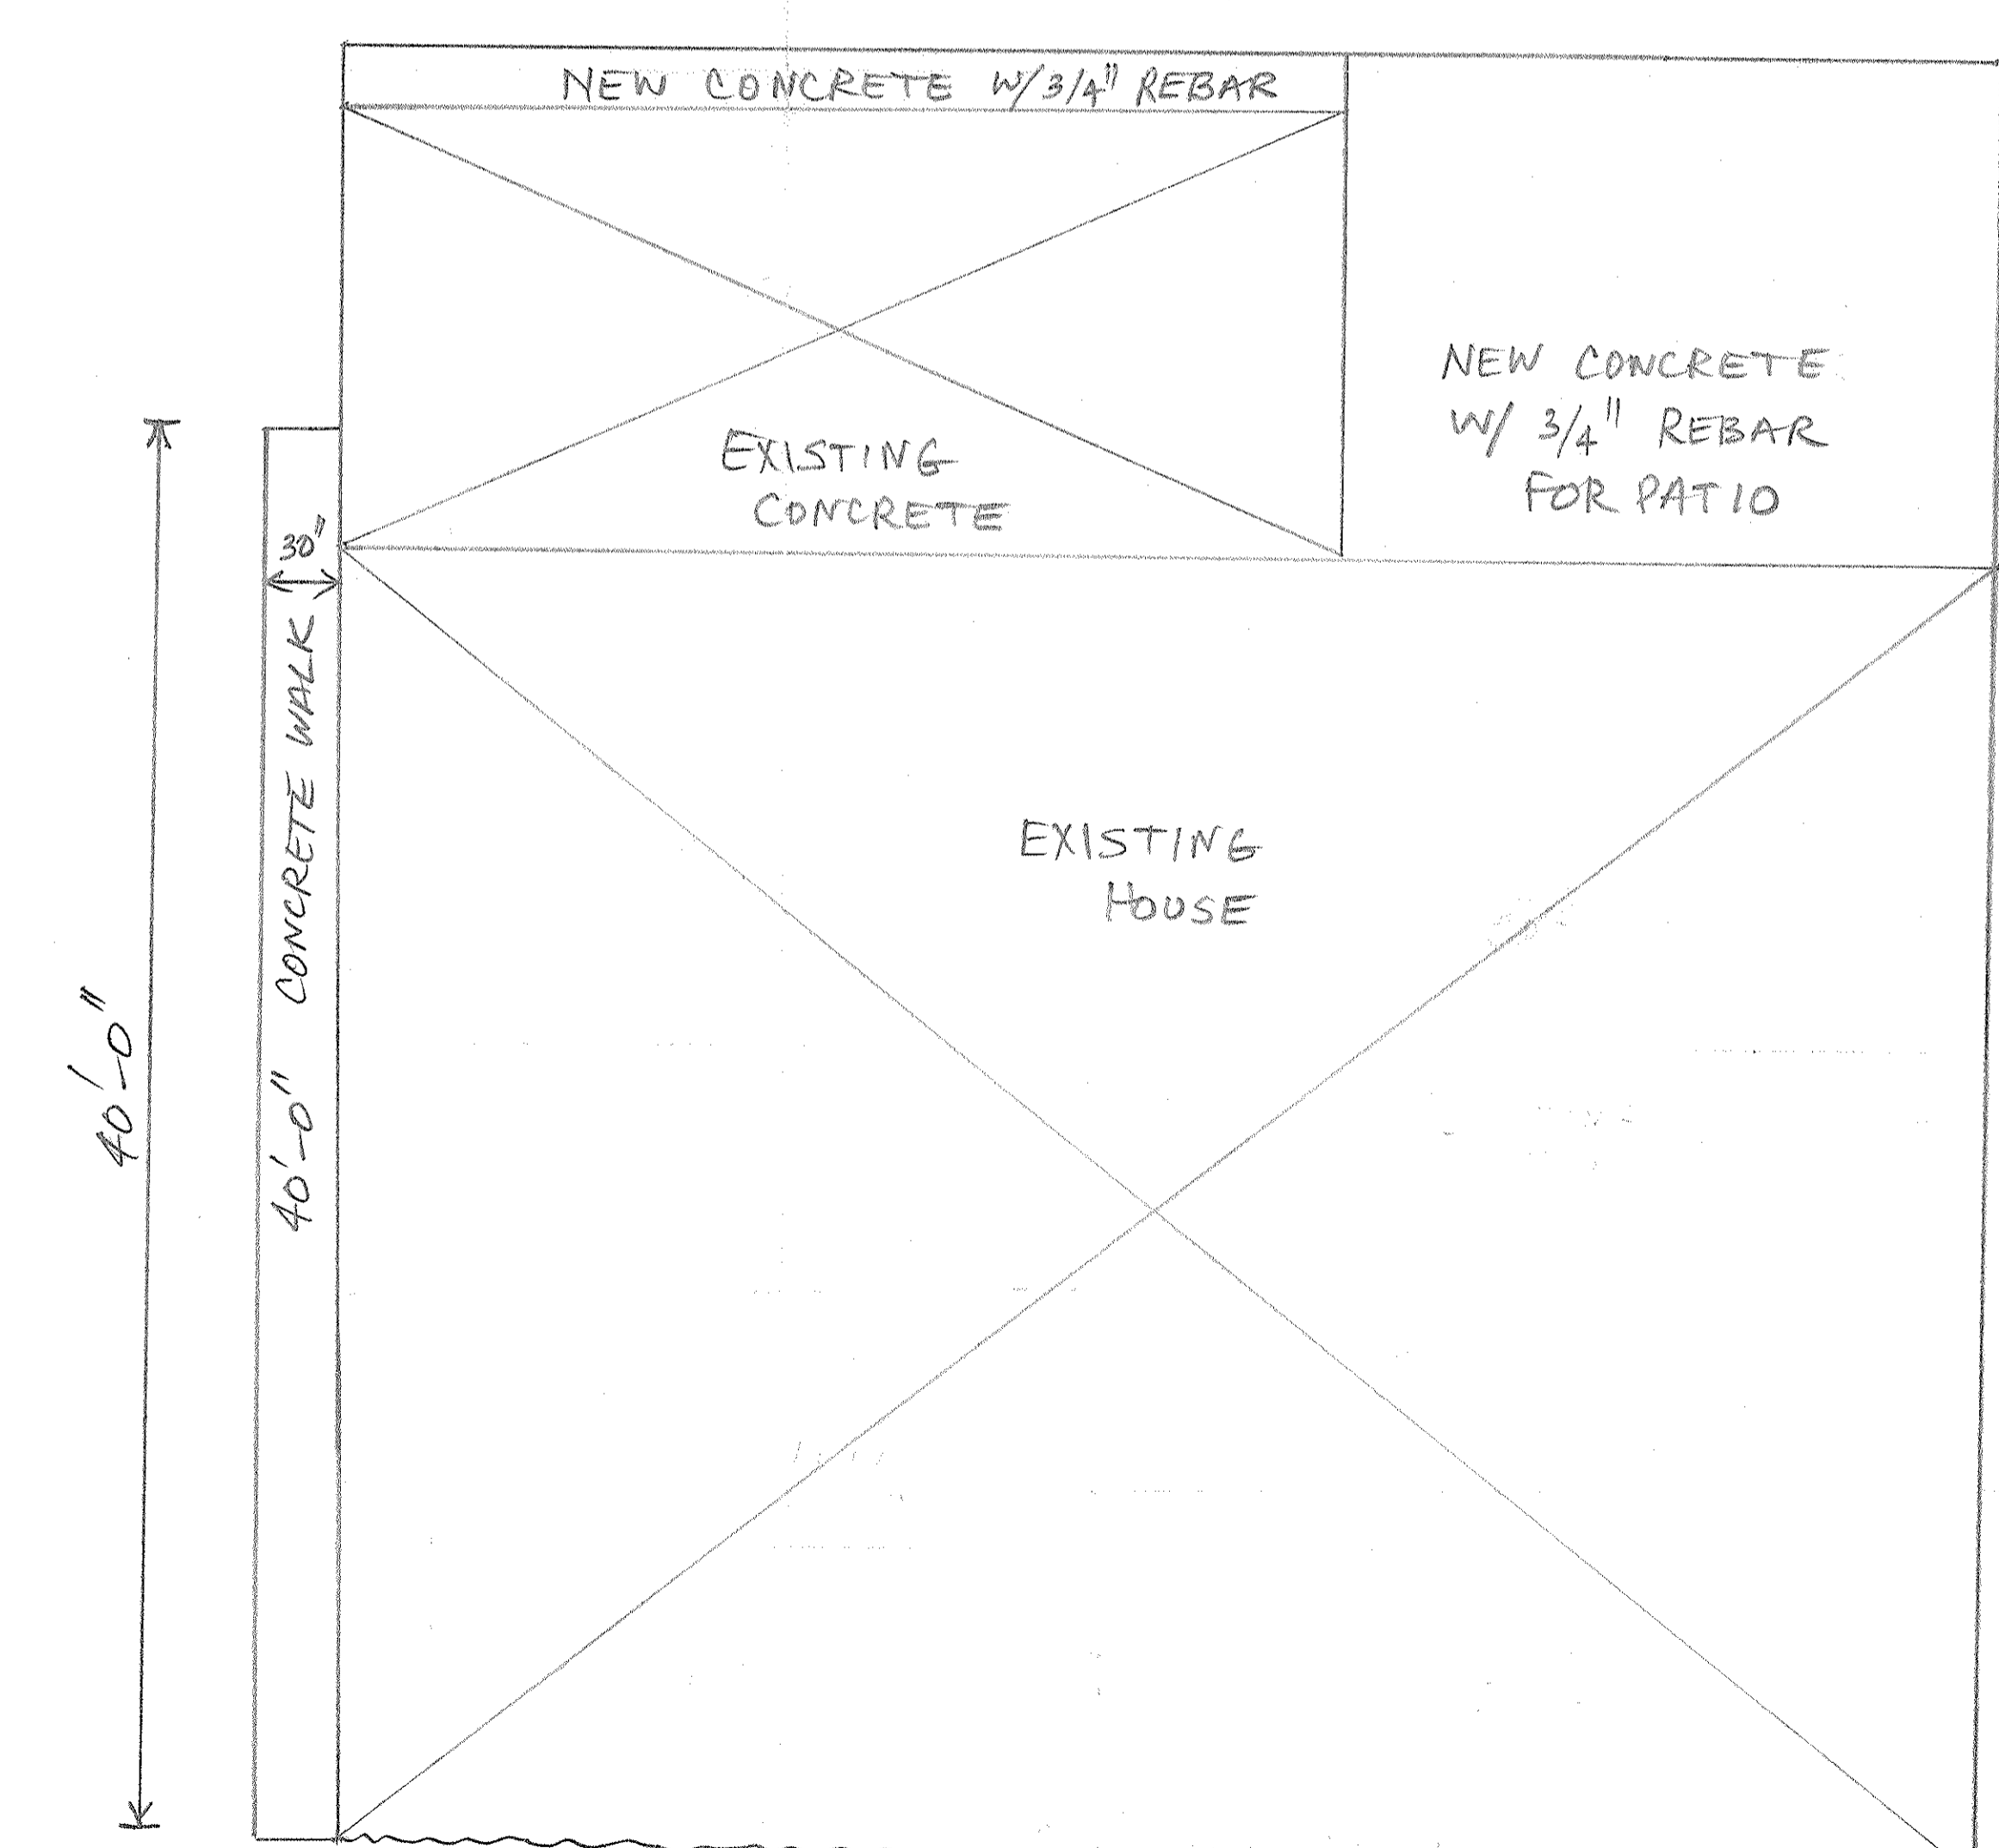 NEW CONCRETE W/ 3/4" REBAR
EXISTING
CONCRETE
NEW CONCRETE
W/ 3/4" REBAR
FOR PATIO
30"
40'-0" CONCRETE WALK
40'-0"
EXISTING
HOUSE